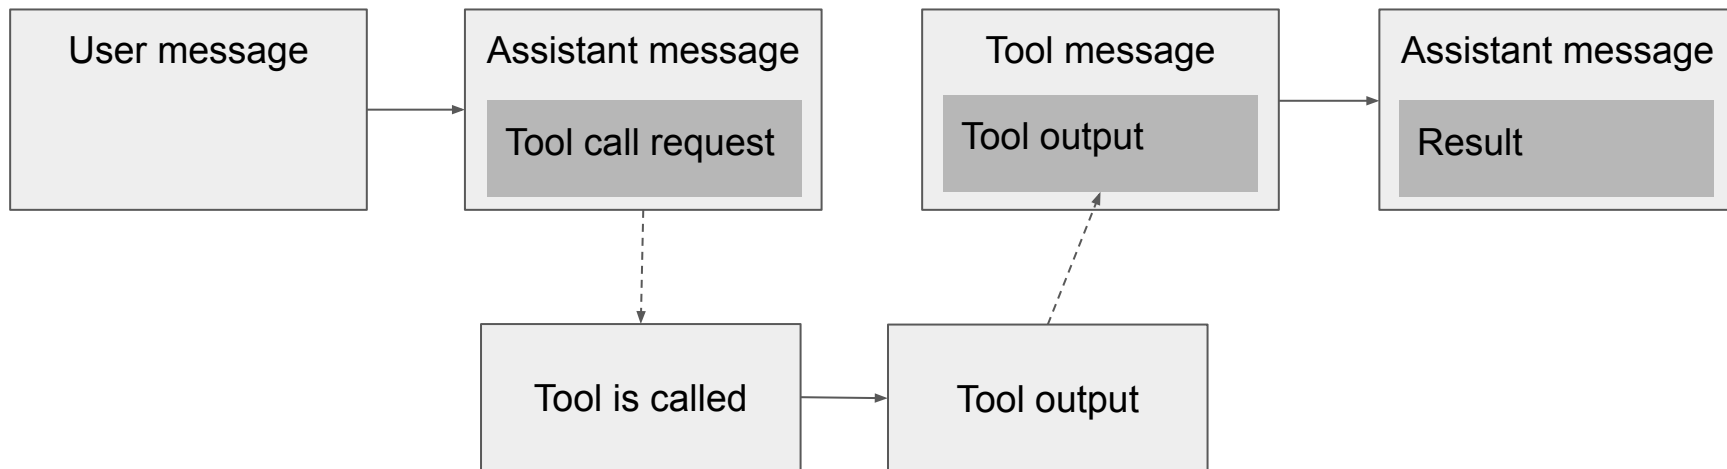 User message
Assistant message
Tool call request
Tool message
Tool output
Assistant message
Result
Tool is called
Tool output